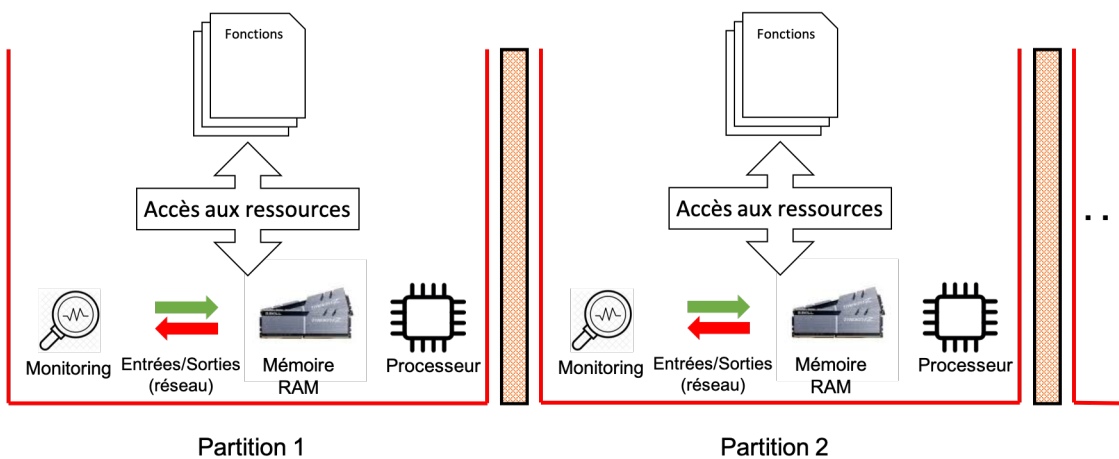 Fonctions
Accès aux ressources
Monitoring
Entrées/Sorties
(réseau)
Mémoire
RAM
Processeur
Partition 1
Fonctions
Accès aux ressources
Monitoring
Entrées/Sorties
(réseau)
Mémoire
RAM
Processeur
Partition 2
. .